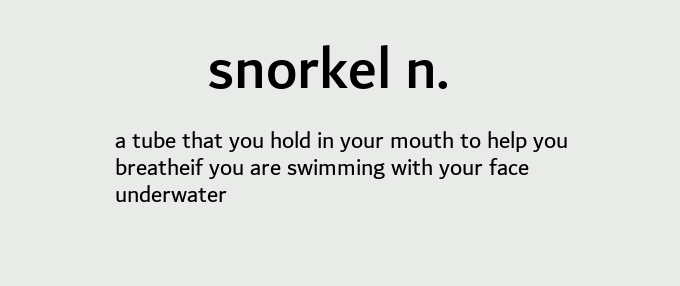 snorkel n.
a tube that you hold in your mouth to help you
breatheif you are swimming with your face
underwater